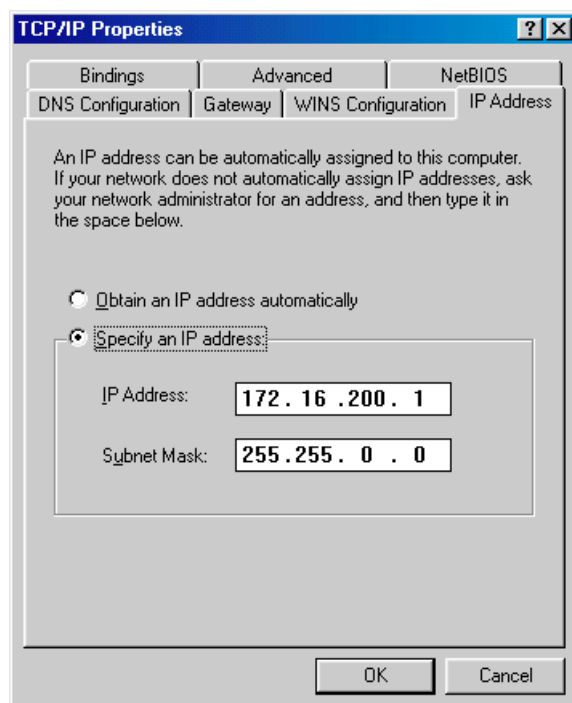 TCP/IP Properties
Bindings Advanced NetBIOS
DNS Configuration Gateway WINS Configuration IP Address
An IP address can be automatically assigned to this computer.
If your network does not automatically assign IP addresses, ask
your network administrator for an address, and then type it in
the space below.
Obtain an IP address automatically
Specify an IP address:
IP Address: 172 . 16 .200 . 1
Subnet Mask: 255 .255 . 0 . 0
OK Cancel